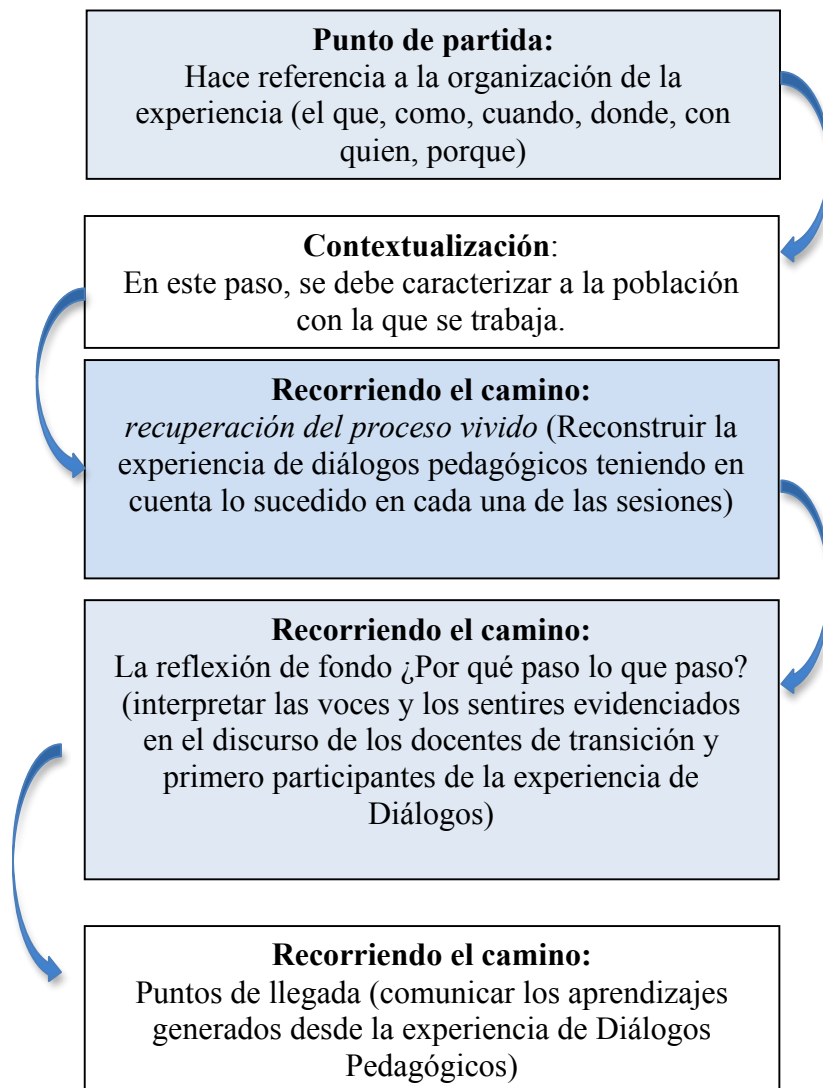 Punto de partida:
Hace referencia a la organización de la
experiencia (el que, como, cuando, donde, con
quien, porque)
Contextualización:
En este paso, se debe caracterizar a la población
con la que se trabaja.
Recorriendo el camino:
recuperación del proceso vivido (Reconstruir la
experiencia de diálogos pedagógicos teniendo en
cuenta lo sucedido en cada una de las sesiones)
Recorriendo el camino:
La reflexión de fondo ¿Por qué paso lo que paso?
(interpretar las voces y los sentires evidenciados
en el discurso de los docentes de transición y
primero participantes de la experiencia de
Diálogos)
Recorriendo el camino:
Puntos de llegada (comunicar los aprendizajes
generados desde la experiencia de Diálogos
Pedagógicos)